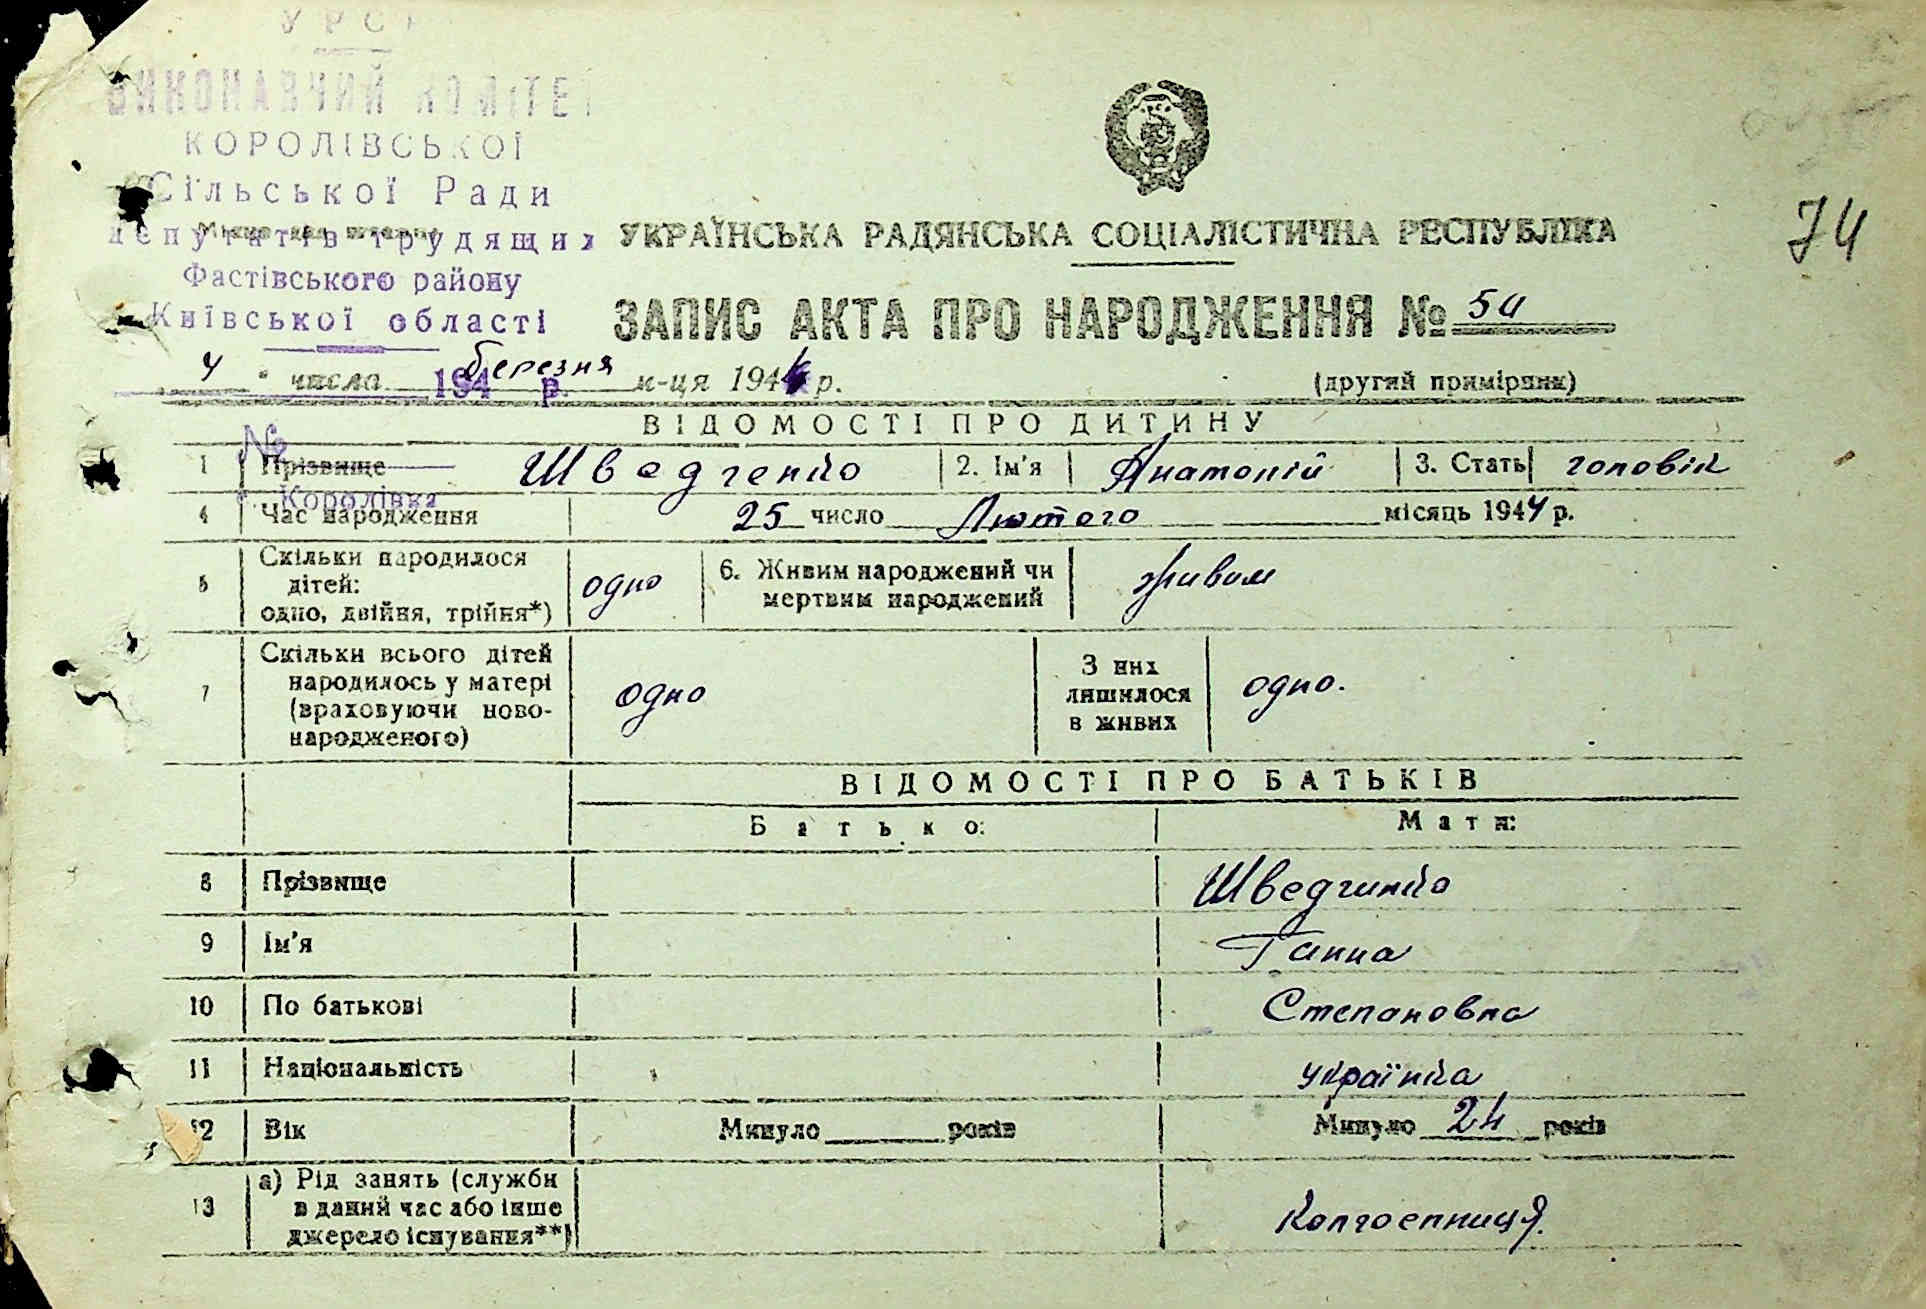 УРСР
ВИКОНАВЧИЙ КОМІТЕТ
КОРОЛІВСЬКОЇ
Сільської Ради
депутатів трудящих
Фастівського району
Київської області
194 р.
№
с. Королівка
74
УКРАЇНСЬКА РАДЯНСЬКА СОЦІАЛІСТИЧНА РЕСПУБЛІКА
ЗАПИС АКТА ПРО НАРОДЖЕННЯ № 54
4 " числа березня м-ця 1944 р.
(другий примірник)
ВІДОМОСТІ ПРО ДИТИНУ
1 Прізвище Шведченко 2. Ім'я Анатолій 3. Стать чоловік
4 Час народження 25 число Лютого місяць 1944 р.
5 Скільки народилося дітей: одно, двійня, трійня*) одно 6. Живим народжений чи мертвим народжений живим
7 Скільки всього дітей народилось у матері (враховуючи новонародженого) одно З них лишилося в живих одно.
ВІДОМОСТІ ПРО БАТЬКІВ
Батько: Мати:
8 Прізвище Шведчинко
9 Ім'я Ганна
10 По батькові Степановна
11 Національність українка
12 Вік Минуло років Минуло 24 років
13 а) Рід занять (служби в даний час або інше джерело існування**) Колгоспниця.